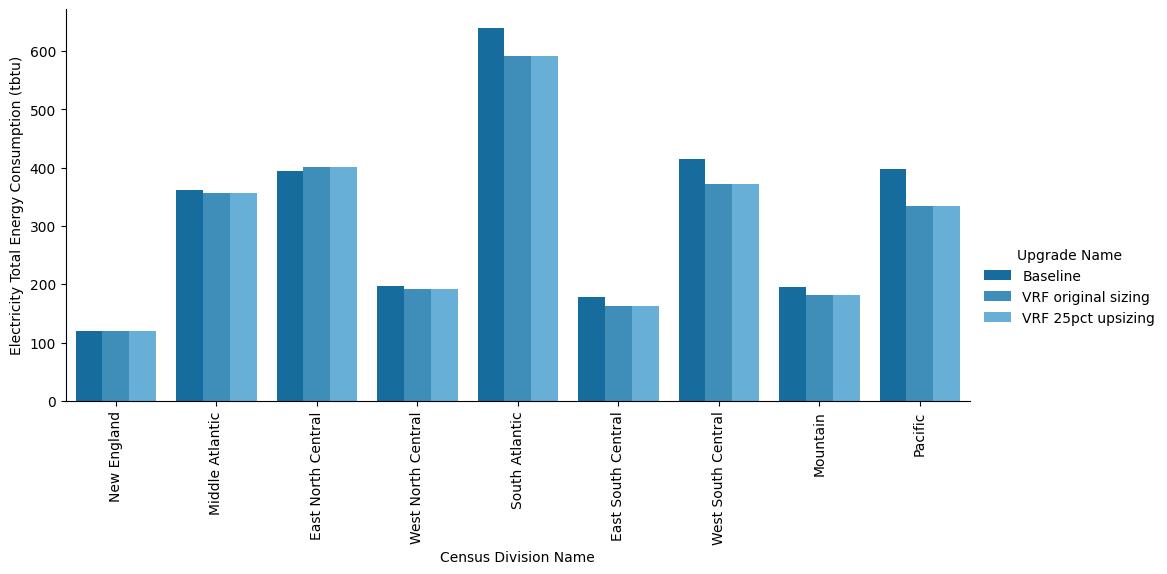 Electricity Total Energy Consumption (tbtu)
600
500
400
300
200
100
0
New England
Middle Atlantic
East North Central
West North Central
South Atlantic
East South Central
West South Central
Mountain
Pacific
Census Division Name
Upgrade Name
Baseline
VRF original sizing
VRF 25pct upsizing